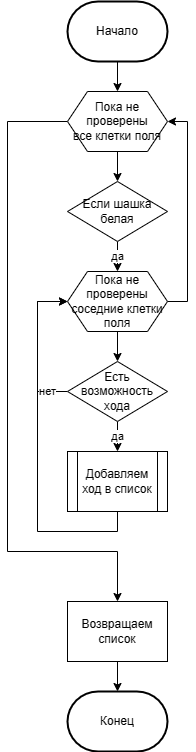 Начало
Пока не
проверены
все клетки поля
Если шашка
белая
да
Пока не
проверены
соседние клетки
поля
Есть
возможность
хода
нет
да
Добавляем
ход в список
Возвращаем
список
Конец